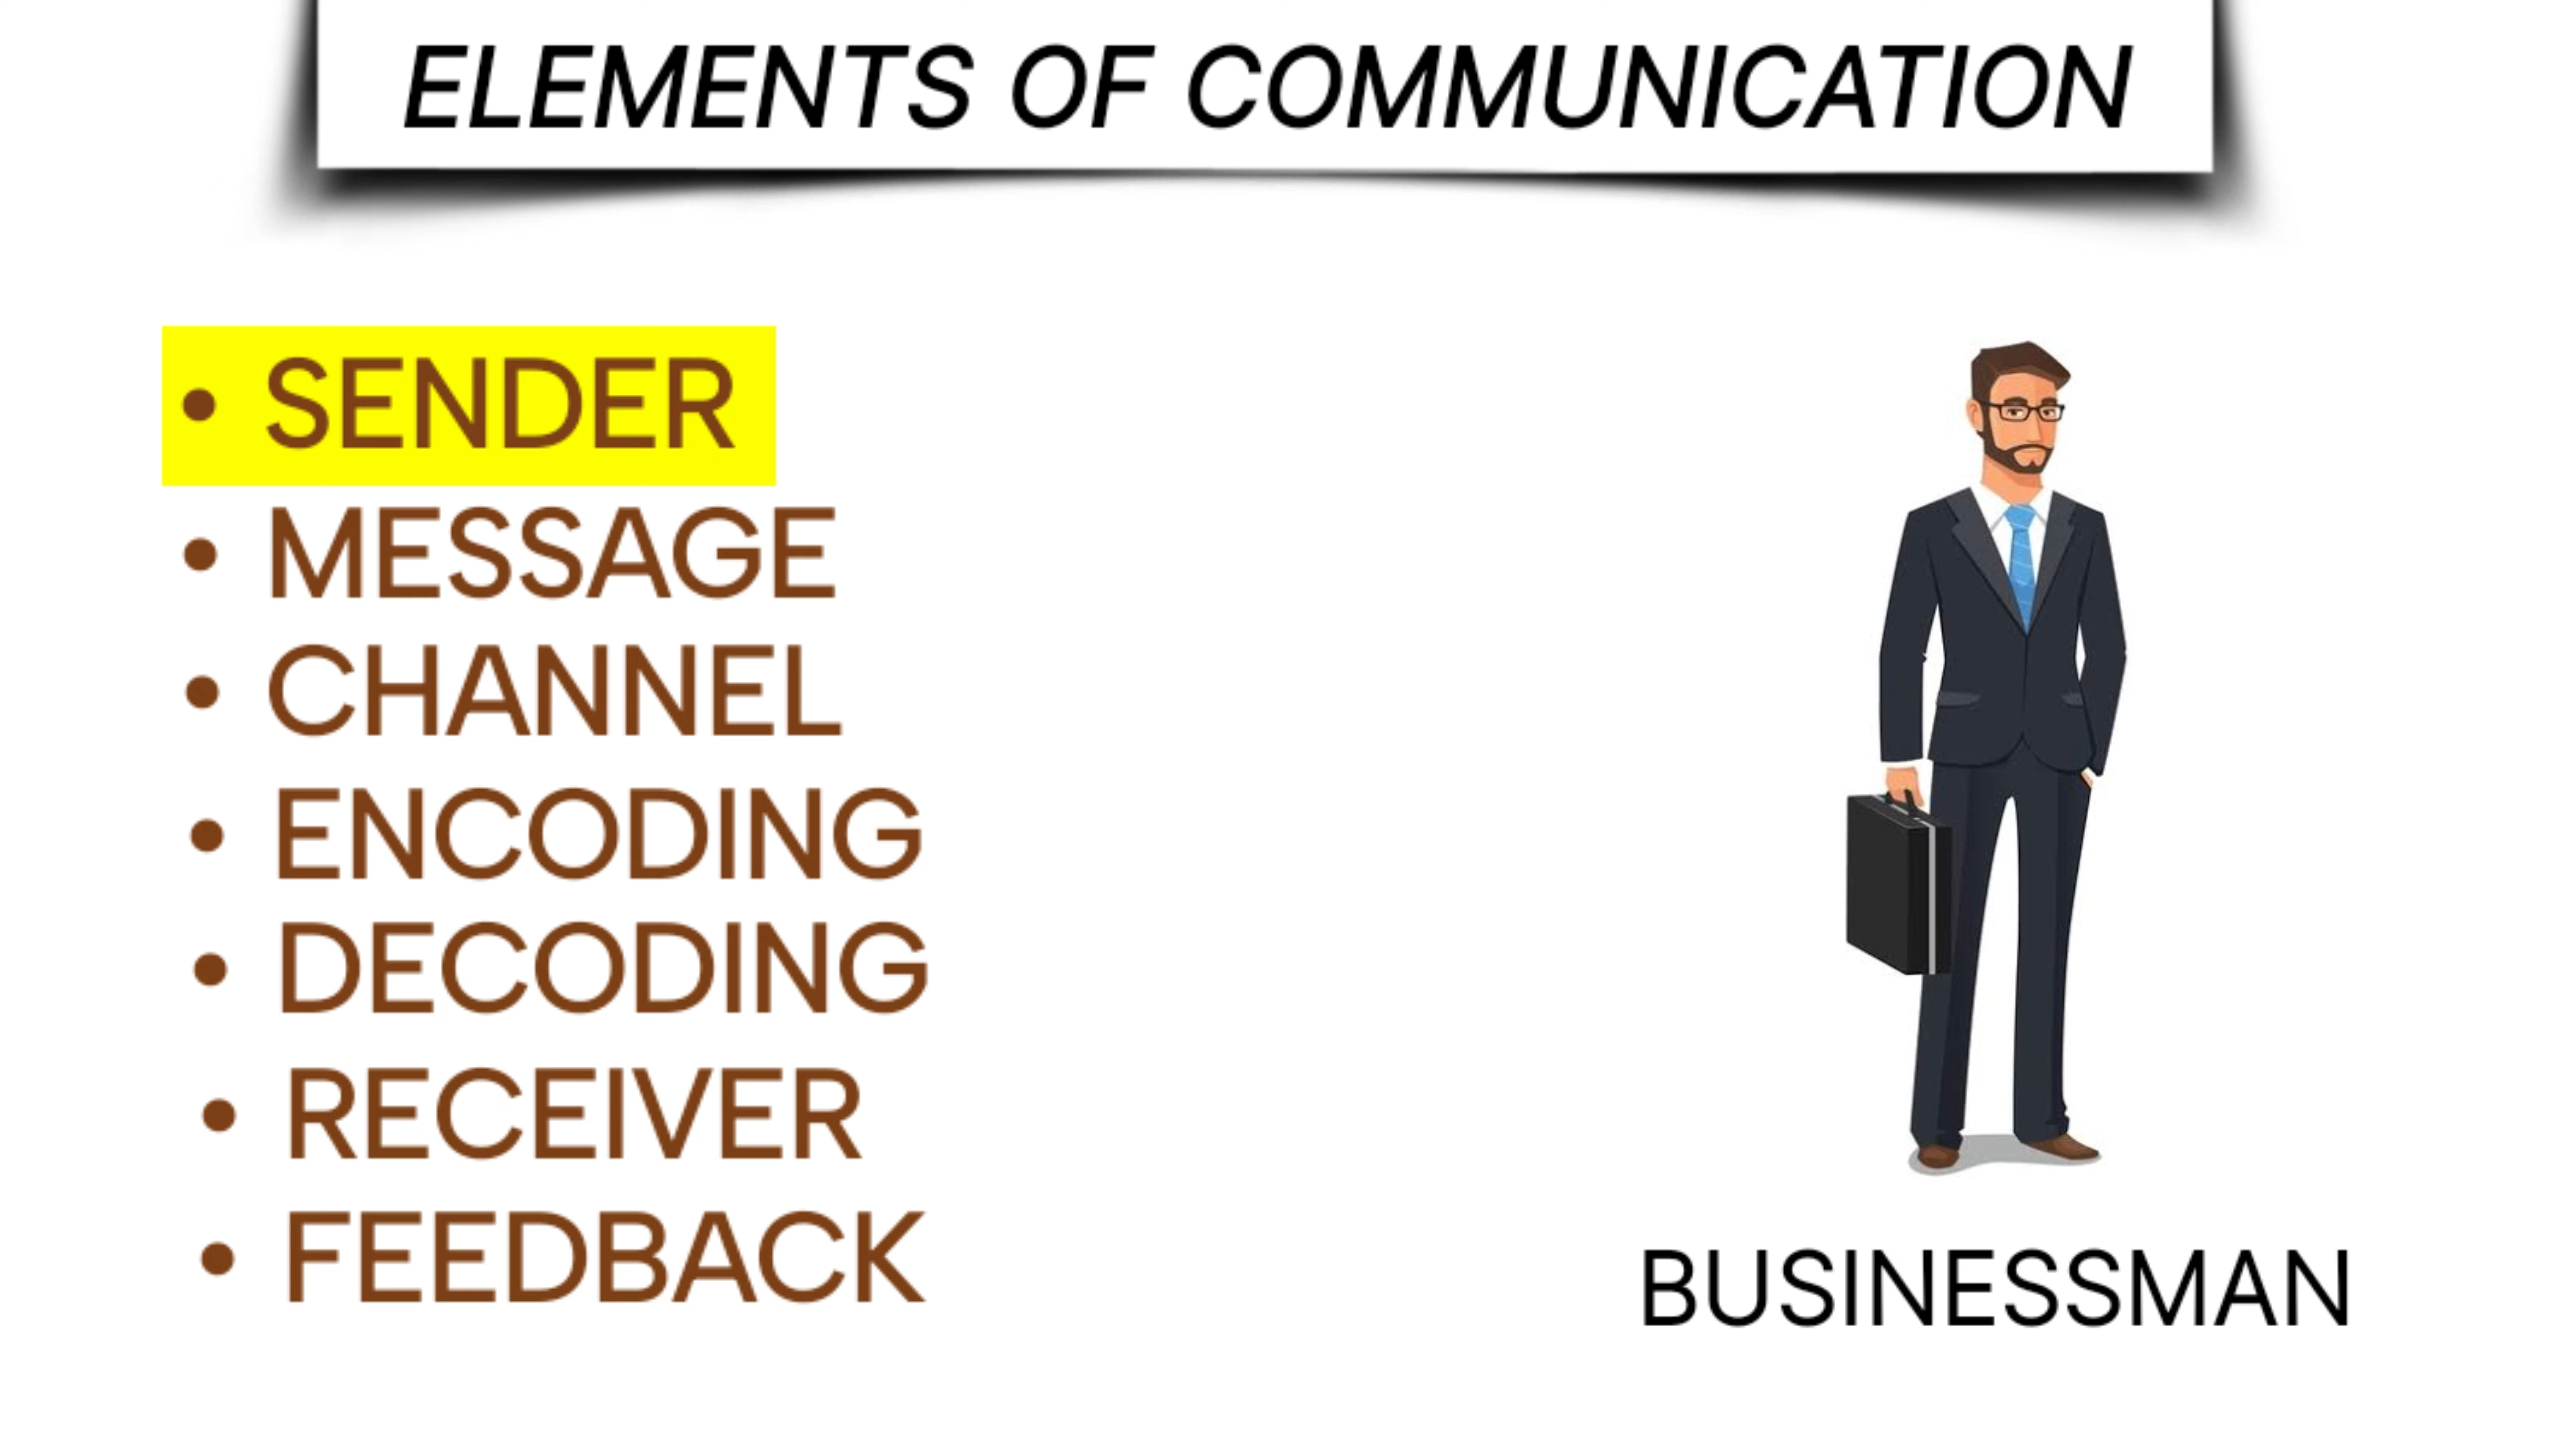 ELEMENTS OF COMMUNICATION
• SENDER
• MESSAGE
• CHANNEL
• ENCODING
• DECODING
• RECEIVER
• FEEDBACK
BUSINESSMAN